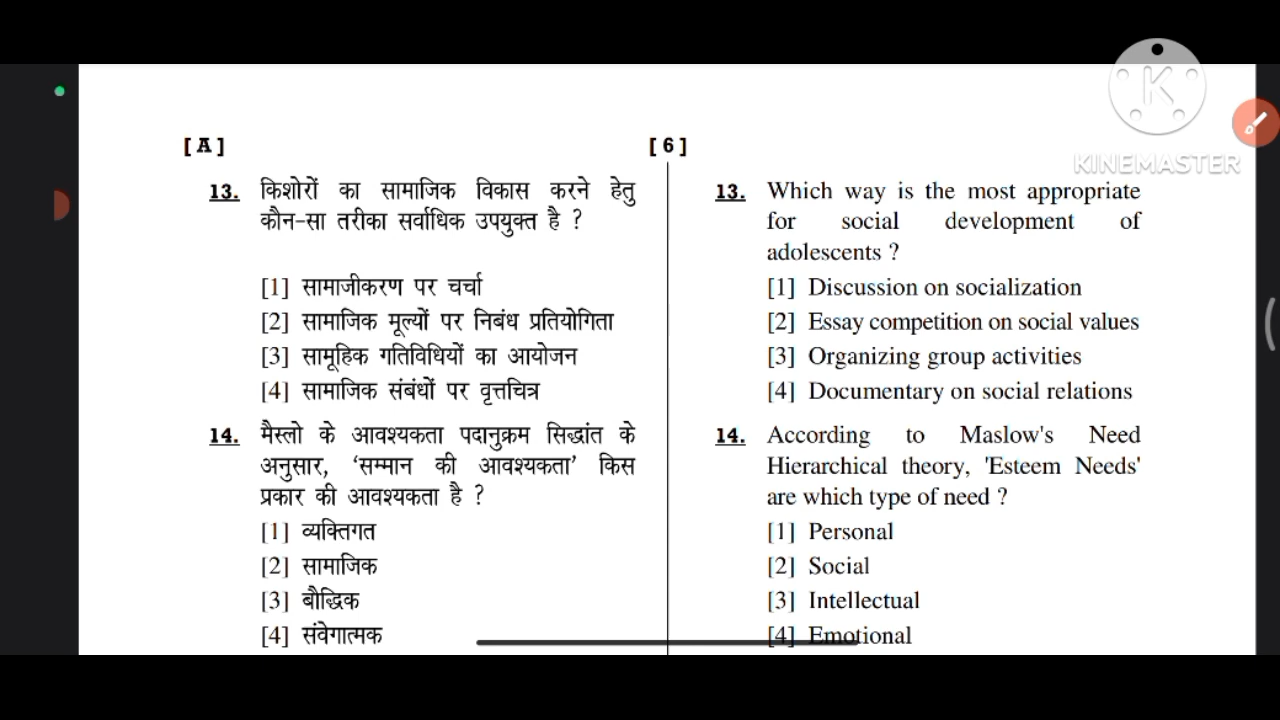 KINEMASTER
[ A ]
[ 6 ]
13. किशोरों का सामाजिक विकास करने हेतु
कौन-सा तरीका सर्वाधिक उपयुक्त है ?
[1] सामाजीकरण पर चर्चा
[2] सामाजिक मूल्यों पर निबंध प्रतियोगिता
[3] सामूहिक गतिविधियों का आयोजन
[4] सामाजिक संबंधों पर वृत्तचित्र
14. मैस्लो के आवश्यकता पदानुक्रम सिद्धांत के
अनुसार, ‘सम्मान की आवश्यकता’ किस
प्रकार की आवश्यकता है ?
[1] व्यक्तिगत
[2] सामाजिक
[3] बौद्धिक
[4] संवेगात्मक
13. Which way is the most appropriate
for social development of
adolescents ?
[1] Discussion on socialization
[2] Essay competition on social values
[3] Organizing group activities
[4] Documentary on social relations
14. According to Maslow's Need
Hierarchical theory, 'Esteem Needs'
are which type of need ?
[1] Personal
[2] Social
[3] Intellectual
[4] Emotional